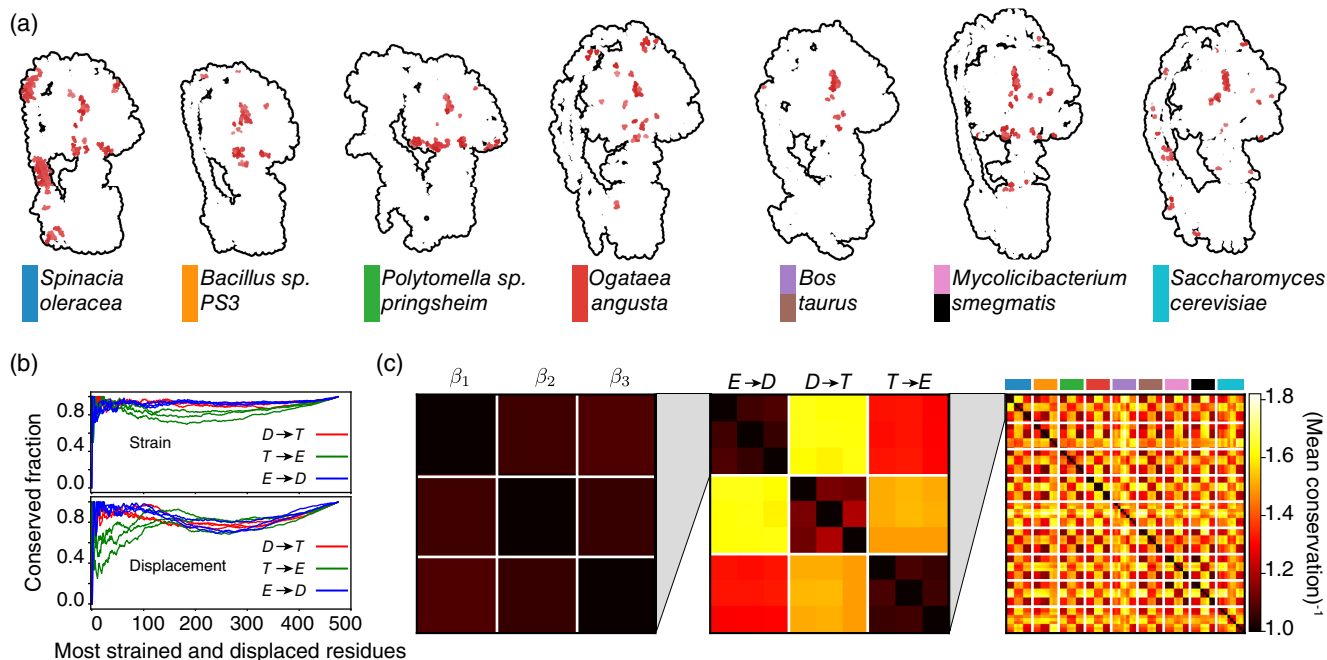 (a)
Spinacia oleracea
Bacillus sp. PS3
Polytomella sp. pringsheim
Ogataea angusta
Bos taurus
Mycolicibacterium smegmatis
Saccharomyces cerevisiae
(b)
Conserved fraction
0.8
0.4
0.0
Strain
D→T
T→E
E→D
0.8
0.4
0.0
Displacement
D→T
T→E
E→D
0 100 200 300 400 500
Most strained and displaced residues
(c)
β1 β2 β3
E→D D→T T→E
1.8
1.6
1.4
1.2
1.0
(Mean conservation)-1